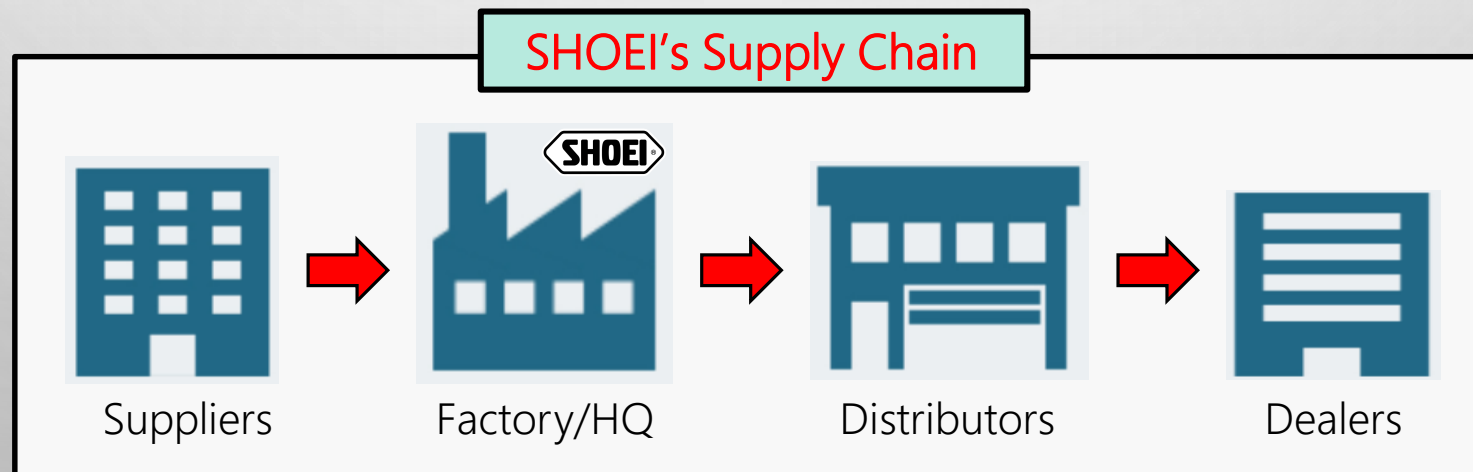 SHOEI's Supply Chain
SHOEI
Suppliers
Factory/HQ
Distributors
Dealers